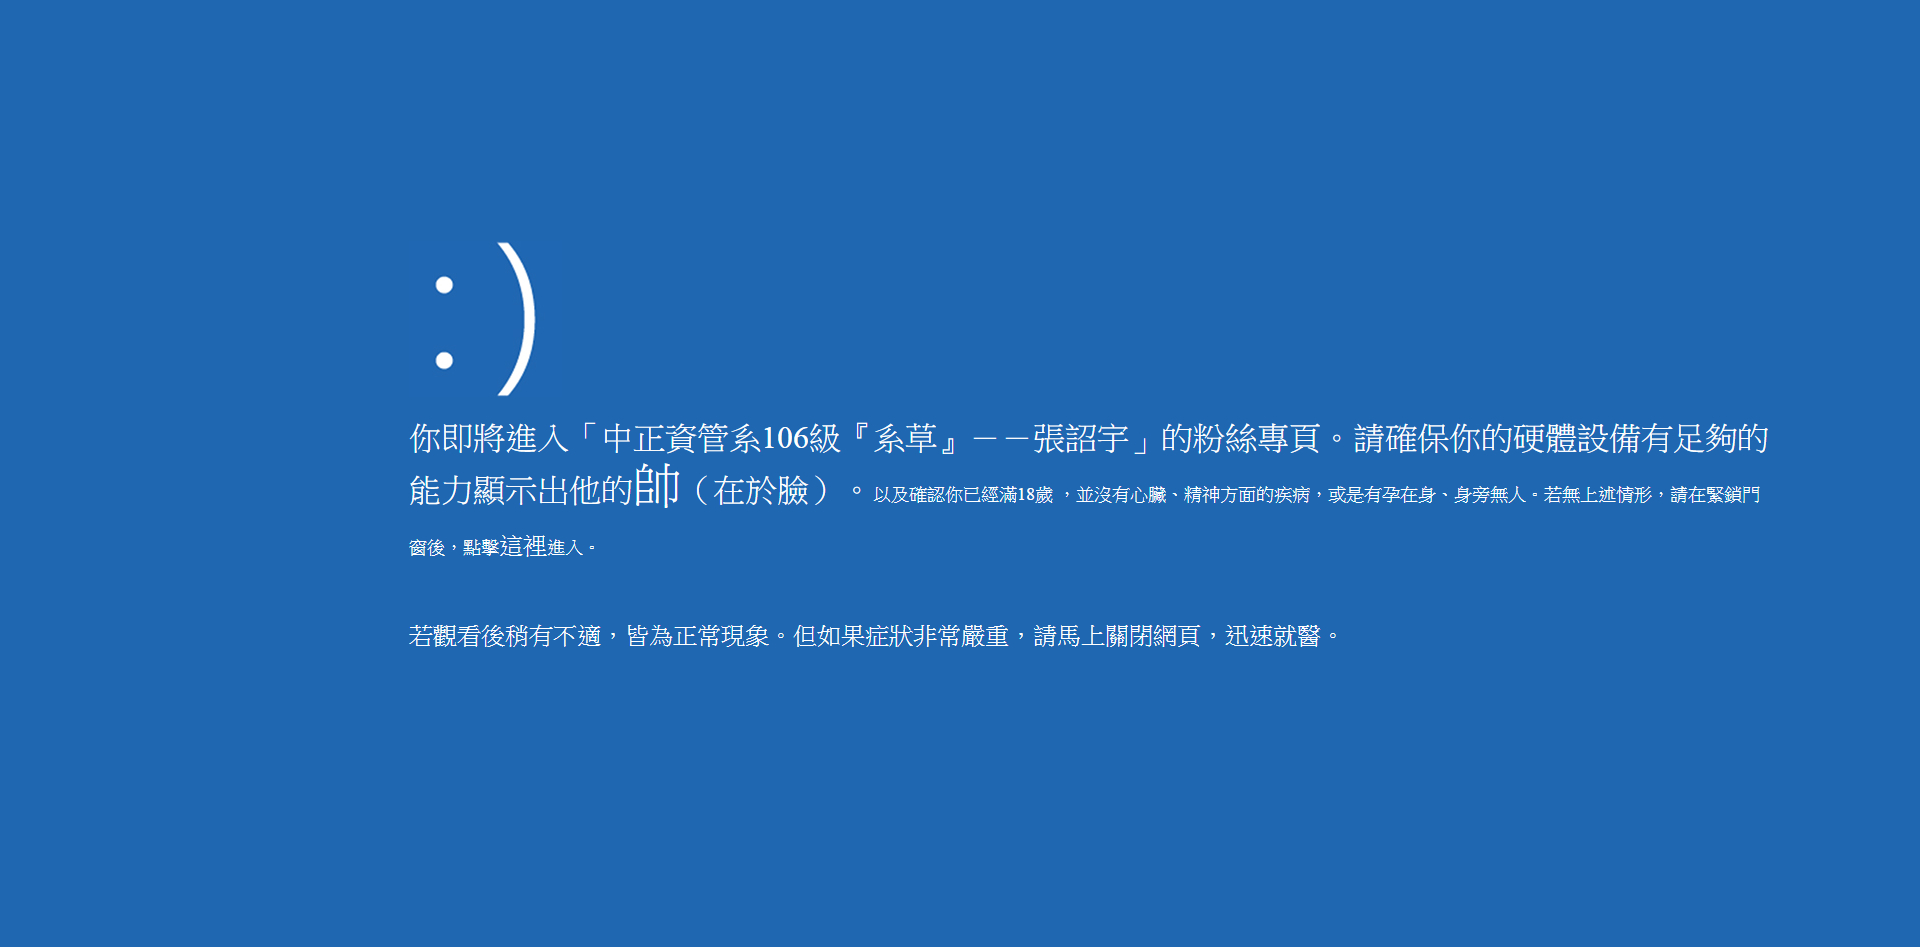 :)
你即將進入「中正資管系106級『系草』－－張詔宇」的粉絲專頁。請確保你的硬體設備有足夠的
能力顯示出他的帥（在於臉）。以及確認你已經滿18歲，並沒有心臟、精神方面的疾病，或是有孕在身、身旁無人。若無上述情形，請在緊鎖門
窗後，點擊這裡進入。
若觀看後稍有不適，皆為正常現象。但如果症狀非常嚴重，請馬上關閉網頁，迅速就醫。